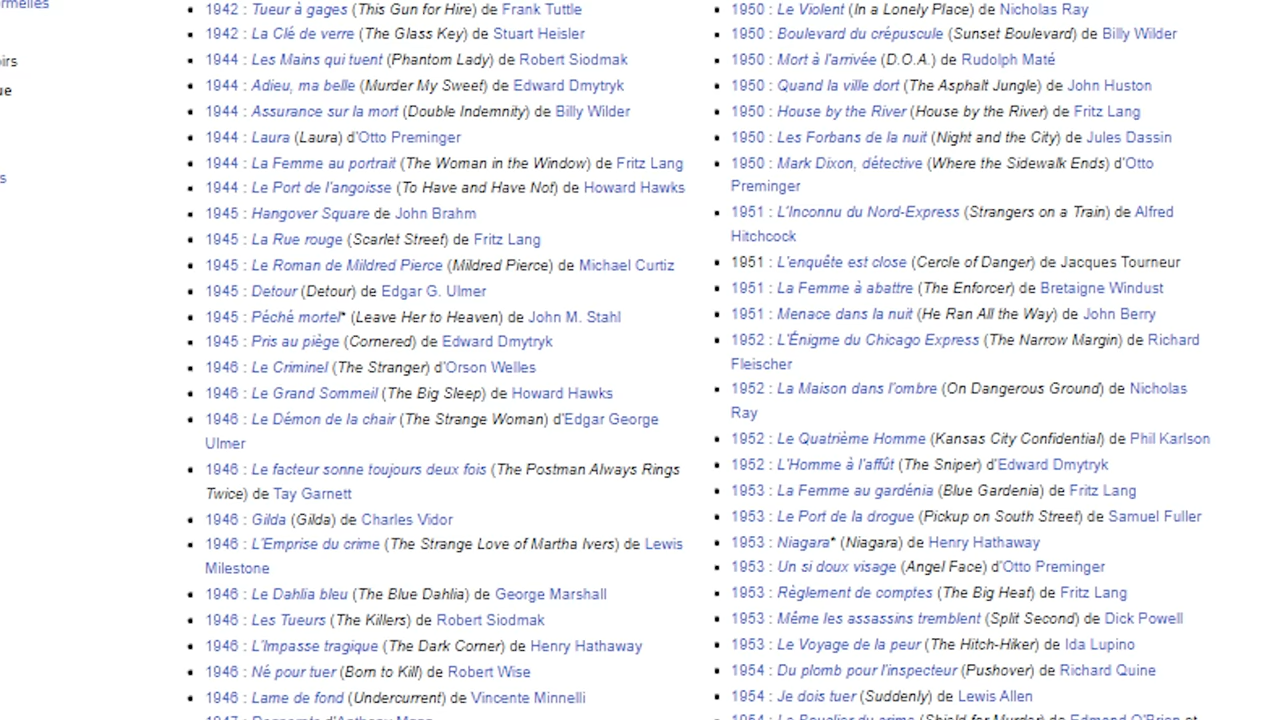 rmelles
irs
ue
s
1942 : Tueur à gages (This Gun for Hire) de Frank Tuttle
1942 : La Clé de verre (The Glass Key) de Stuart Heisler
1944 : Les Mains qui tuent (Phantom Lady) de Robert Siodmak
1944 : Adieu, ma belle (Murder My Sweet) de Edward Dmytryk
1944 : Assurance sur la mort (Double Indemnity) de Billy Wilder
1944 : Laura (Laura) d'Otto Preminger
1944 : La Femme au portrait (The Woman in the Window) de Fritz Lang
1944 : Le Port de l'angoisse (To Have and Have Not) de Howard Hawks
1945 : Hangover Square de John Brahm
1945 : La Rue rouge (Scarlet Street) de Fritz Lang
1945 : Le Roman de Mildred Pierce (Mildred Pierce) de Michael Curtiz
1945 : Detour (Detour) de Edgar G. Ulmer
1945 : Péché mortel* (Leave Her to Heaven) de John M. Stahl
1945 : Pris au piège (Cornered) de Edward Dmytryk
1946 : Le Criminel (The Stranger) d'Orson Welles
1946 : Le Grand Sommeil (The Big Sleep) de Howard Hawks
1946 : Le Démon de la chair (The Strange Woman) d'Edgar George
Ulmer
1946 : Le facteur sonne toujours deux fois (The Postman Always Rings
Twice) de Tay Garnett
1946 : Gilda (Gilda) de Charles Vidor
1946 : L'Emprise du crime (The Strange Love of Martha Ivers) de Lewis
Milestone
1946 : Le Dahlia bleu (The Blue Dahlia) de George Marshall
1946 : Les Tueurs (The Killers) de Robert Siodmak
1946 : L'Impasse tragique (The Dark Corner) de Henry Hathaway
1946 : Né pour tuer (Born to Kill) de Robert Wise
1946 : Lame de fond (Undercurrent) de Vincente Minnelli
1947 : Desperate d'Anthony Mann
1950 : Le Violent (In a Lonely Place) de Nicholas Ray
1950 : Boulevard du crépuscule (Sunset Boulevard) de Billy Wilder
1950 : Mort à l'arrivée (D.O.A.) de Rudolph Maté
1950 : Quand la ville dort (The Asphalt Jungle) de John Huston
1950 : House by the River (House by the River) de Fritz Lang
1950 : Les Forbans de la nuit (Night and the City) de Jules Dassin
1950 : Mark Dixon, détective (Where the Sidewalk Ends) d'Otto
Preminger
1951 : L'Inconnu du Nord-Express (Strangers on a Train) de Alfred
Hitchcock
1951 : L'enquête est close (Cercle of Danger) de Jacques Tourneur
1951 : La Femme à abattre (The Enforcer) de Bretaigne Windust
1951 : Menace dans la nuit (He Ran All the Way) de John Berry
1952 : L'Énigme du Chicago Express (The Narrow Margin) de Richard
Fleischer
1952 : La Maison dans l'ombre (On Dangerous Ground) de Nicholas
Ray
1952 : Le Quatrième Homme (Kansas City Confidential) de Phil Karlson
1952 : L'Homme à l'affût (The Sniper) d'Edward Dmytryk
1953 : La Femme au gardénia (Blue Gardenia) de Fritz Lang
1953 : Le Port de la drogue (Pickup on South Street) de Samuel Fuller
1953 : Niagara* (Niagara) de Henry Hathaway
1953 : Un si doux visage (Angel Face) d'Otto Preminger
1953 : Règlement de comptes (The Big Heat) de Fritz Lang
1953 : Même les assassins tremblent (Split Second) de Dick Powell
1953 : Le Voyage de la peur (The Hitch-Hiker) de Ida Lupino
1954 : Du plomb pour l'inspecteur (Pushover) de Richard Quine
1954 : Je dois tuer (Suddenly) de Lewis Allen
1954 : Le Bouclier du crime (Shield for Murder) de Edmond O'Brien et